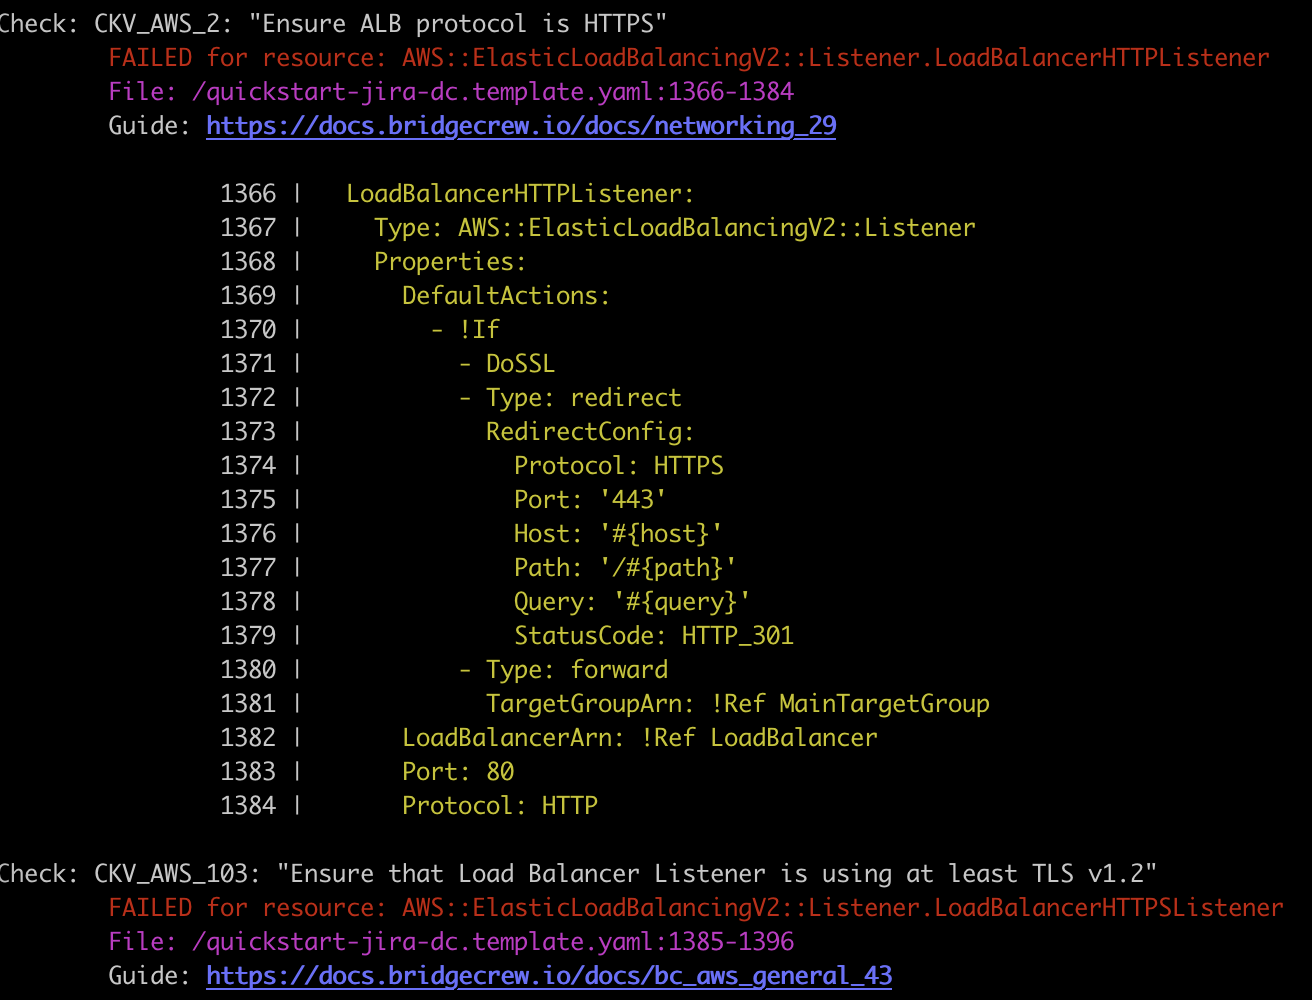 Check: CKV_AWS_2: "Ensure ALB protocol is HTTPS"
FAILED for resource: AWS::ElasticLoadBalancingV2::Listener.LoadBalancerHTTPListener
File: /quickstart-jira-dc.template.yaml:1366-1384
Guide: https://docs.bridgecrew.io/docs/networking_29
1366 |   LoadBalancerHTTPListener:
1367 |     Type: AWS::ElasticLoadBalancingV2::Listener
1368 |     Properties:
1369 |       DefaultActions:
1370 |         - !If
1371 |           - DoSSL
1372 |           - Type: redirect
1373 |             RedirectConfig:
1374 |               Protocol: HTTPS
1375 |               Port: '443'
1376 |               Host: '#{host}'
1377 |               Path: '/#{path}'
1378 |               Query: '#{query}'
1379 |               StatusCode: HTTP_301
1380 |           - Type: forward
1381 |             TargetGroupArn: !Ref MainTargetGroup
1382 |       LoadBalancerArn: !Ref LoadBalancer
1383 |       Port: 80
1384 |       Protocol: HTTP
Check: CKV_AWS_103: "Ensure that Load Balancer Listener is using at least TLS v1.2"
FAILED for resource: AWS::ElasticLoadBalancingV2::Listener.LoadBalancerHTTPSListener
File: /quickstart-jira-dc.template.yaml:1385-1396
Guide: https://docs.bridgecrew.io/docs/bc_aws_general_43